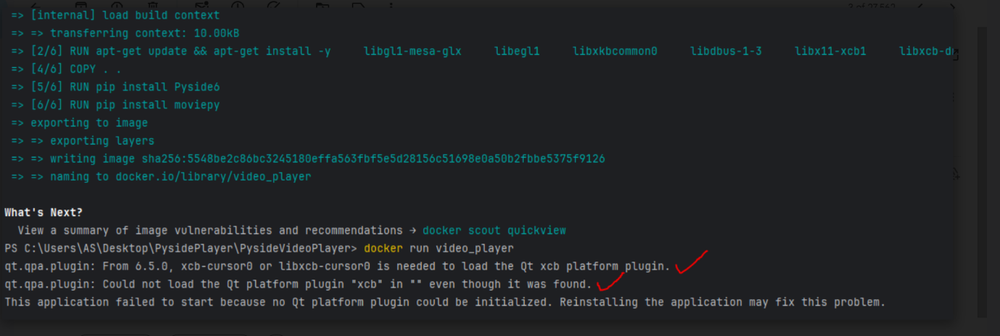 3 of 27,562
=> [internal] load build context
=> => transferring context: 10.00kB
=> [2/6] RUN apt-get update && apt-get install -y libgl1-mesa-glx libegl1 libxkbcommon0 libdbus-1-3 libx11-xcb1
=> [4/6] COPY . .
=> [5/6] RUN pip install Pyside6
=> [6/6] RUN pip install moviepy
=> exporting to image
=> => exporting layers
=> => writing image sha256:5548be2c86bc3245180effa563fbf5e5d28156c51698e0a50b2fbbe5375f9126
=> => naming to docker.io/library/video_player
What's Next?
View a summary of image vulnerabilities and recommendations → docker scout quickview
PS C:\Users\AS\Desktop\PysidePlayer\PysideVideoPlayer> docker run video_player
qt.qpa.plugin: From 6.5.0, xcb-cursor0 or libxcb-cursor0 is needed to load the Qt xcb platform plugin.
qt.qpa.plugin: Could not load the Qt platform plugin "xcb" in "" even though it was found.
This application failed to start because no Qt platform plugin could be initialized. Reinstalling the application may fix this problem.